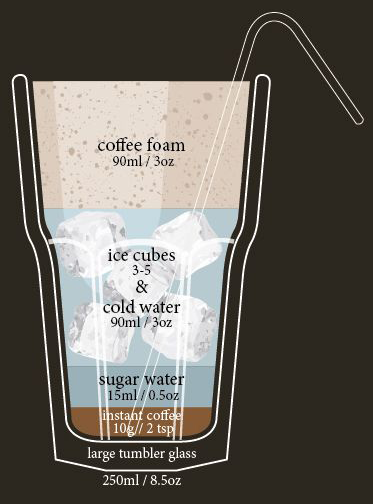 coffee foam
90ml / 3oz
ice cubes
3-5
&
cold water
90ml / 3oz
sugar water
15ml / 0.5oz
instant coffee
10g // 2 tsp
large tumbler glass
250ml / 8.5oz